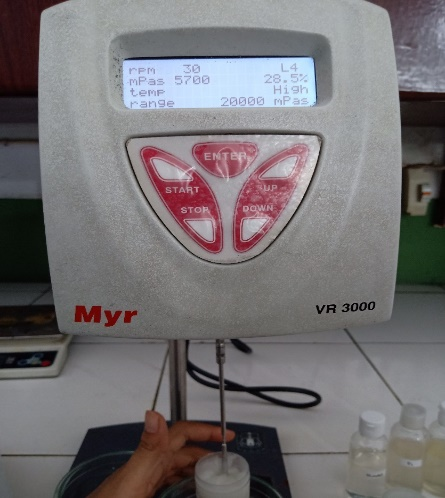 rpm 30 L4
mPas 5700 28.5%
temp High
range 20000 mPas
ENTER
START UP
STOP DOWN
Myr VR 3000